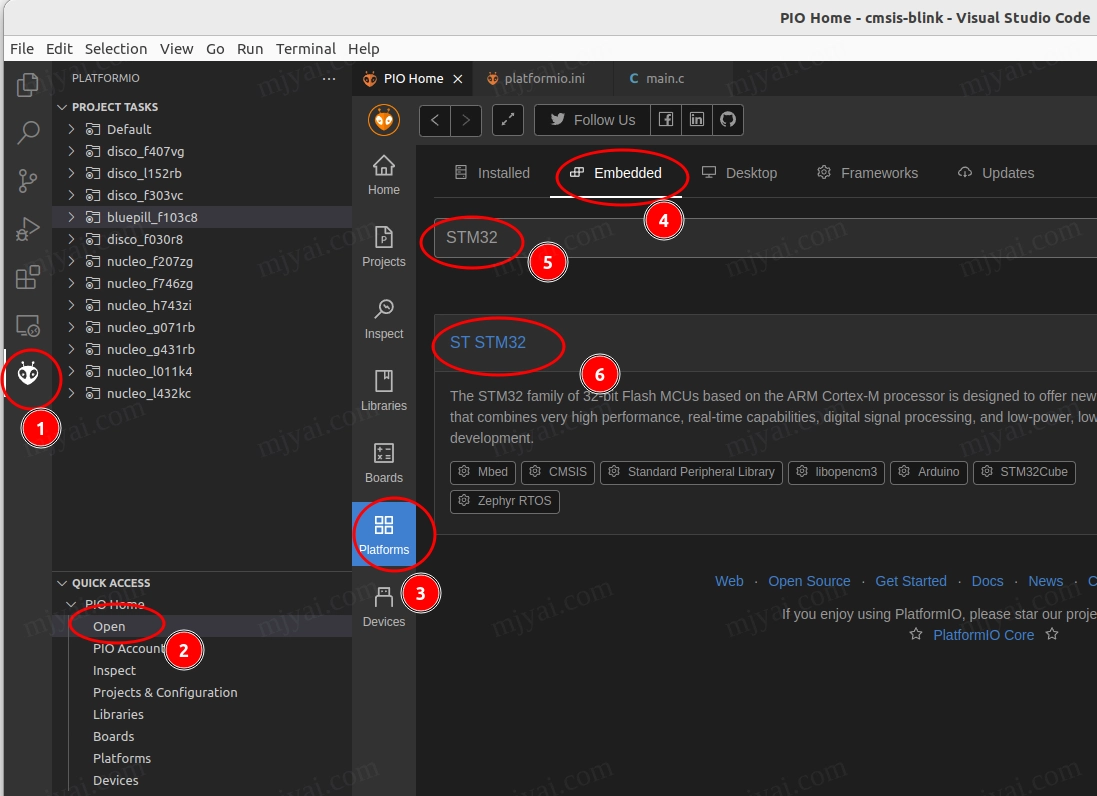 PIO Home - cmsis-blink - Visual Studio Code
File Edit Selection View Go Run Terminal Help
PLATFORMIO
PROJECT TASKS
Default
disco_f407vg
disco_l152rb
disco_f303vc
bluepill_f103c8
disco_f030r8
nucleo_f207zg
nucleo_f746zg
nucleo_h743zi
nucleo_g071rb
nucleo_g431rb
nucleo_l011k4
nucleo_l432kc
1
QUICK ACCESS
PIO Home
Open
2
PIO Account
Inspect
Projects & Configuration
Libraries
Boards
Platforms
Devices
PIO Home platformio.ini C main.c
Follow Us
Home
Projects
Inspect
Libraries
Boards
Platforms
3
Devices
Installed Embedded Desktop Frameworks Updates
4
STM32
5
ST STM32
6
The STM32 family of 32-bit Flash MCUs based on the ARM Cortex-M processor is designed to offer new
that combines very high performance, real-time capabilities, digital signal processing, and low-power, low
development.
Mbed CMSIS Standard Peripheral Library libopencm3 Arduino STM32Cube
Zephyr RTOS
Web · Open Source · Get Started · Docs · News · C
If you enjoy using PlatformIO, please star our proje
PlatformIO Core
mjyai.com